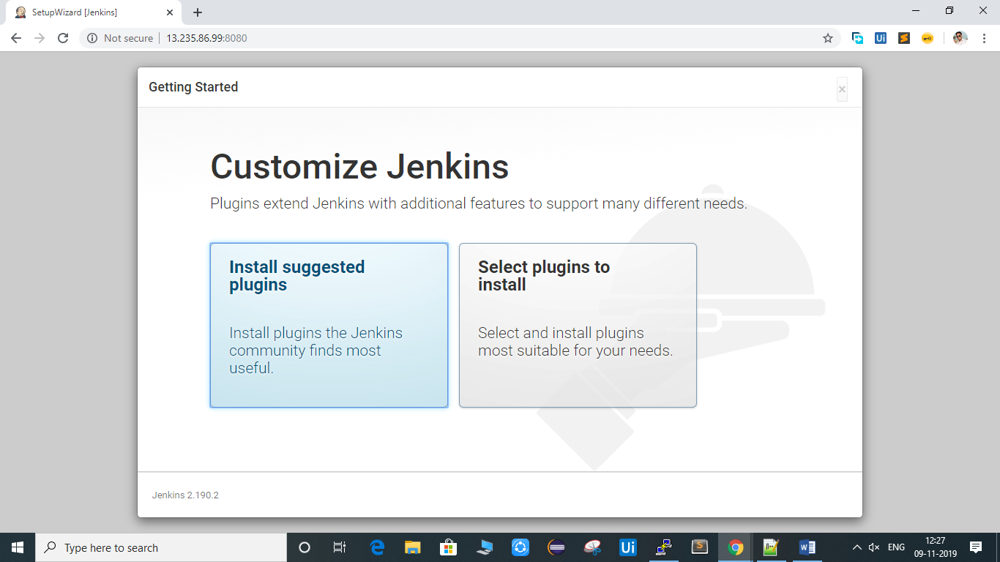 SetupWizard [Jenkins]
Not secure
13.235.86.99:8080
Ui
Getting Started
Customize Jenkins
Plugins extend Jenkins with additional features to support many different needs.
Install suggested
plugins
Install plugins the Jenkins
community finds most
useful.
Select plugins to
install
Select and install plugins
most suitable for your needs.
Jenkins 2.190.2
Type here to search
Ui
ENG
12:27
09-11-2019